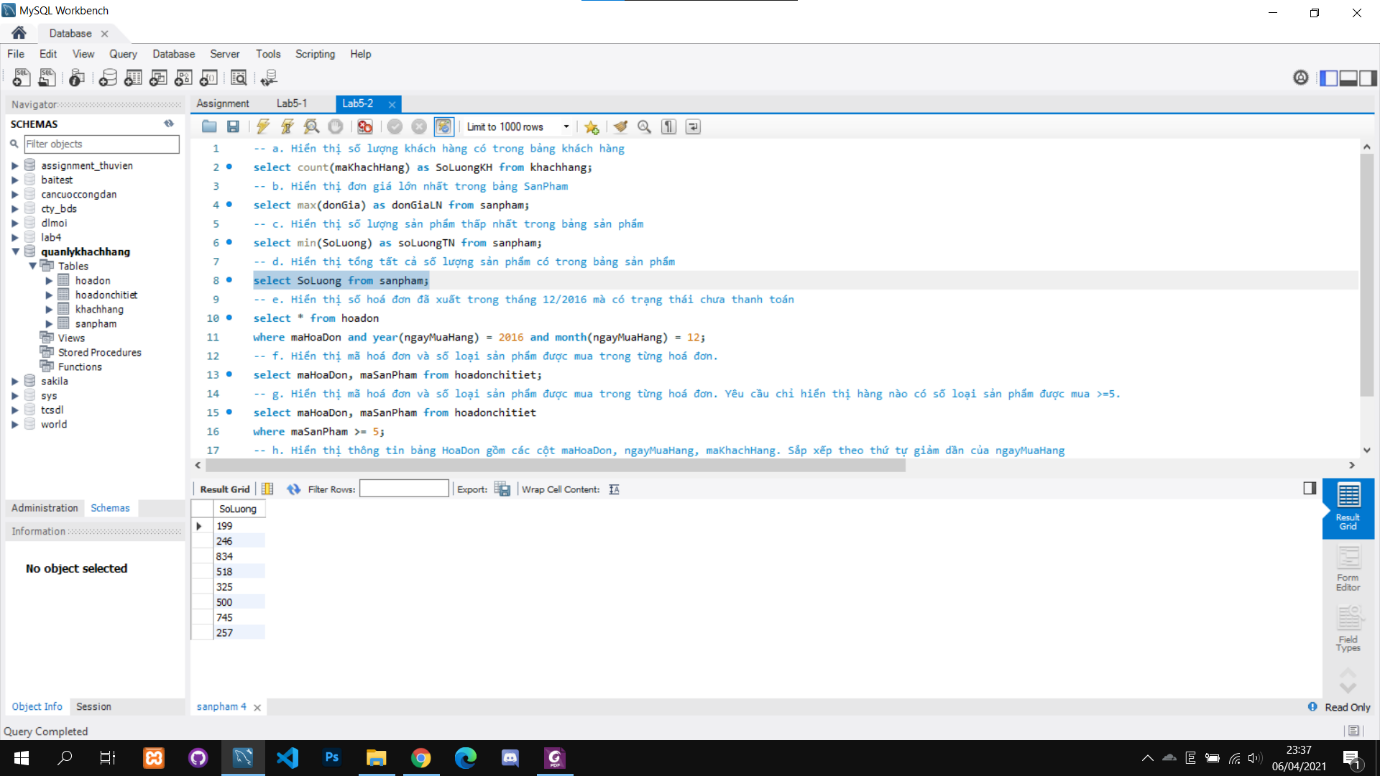 MySQL Workbench
Database
File Edit View Query Database Server Tools Scripting Help
Navigator
SCHEMAS
Filter objects
assignment_thuvien
baitest
cancuoccongdan
cty_bds
dlmoi
lab4
quanlykhachhang
Tables
hoadon
hoadonchitiet
khachhang
sanpham
Views
Stored Procedures
Functions
sakila
sys
tcsdl
world
Administration Schemas
Information
No object selected
Object Info Session
Assignment Lab5-1 Lab5-2
Limit to 1000 rows
1 -- a. Hiển thị số lượng khách hàng có trong bảng khách hàng
2 select count(maKhachHang) as SoLuongKH from khachhang;
3 -- b. Hiển thị đơn giá lớn nhất trong bảng SanPham
4 select max(donGia) as donGiaLN from sanpham;
5 -- c. Hiển thị số lượng sản phẩm thấp nhất trong bảng sản phẩm
6 select min(SoLuong) as soLuongTN from sanpham;
7 -- d. Hiển thị tổng tất cả số lượng sản phẩm có trong bảng sản phẩm
8 select SoLuong from sanpham;
9 -- e. Hiển thị số hoá đơn đã xuất trong tháng 12/2016 mà có trạng thái chưa thanh toán
10 select * from hoadon
11 where maHoaDon and year(ngayMuaHang) = 2016 and month(ngayMuaHang) = 12;
12 -- f. Hiển thị mã hoá đơn và số loại sản phẩm được mua trong từng hoá đơn.
13 select maHoaDon, maSanPham from hoadonchitiet;
14 -- g. Hiển thị mã hoá đơn và số loại sản phẩm được mua trong từng hoá đơn. Yêu cầu chỉ hiển thị hàng nào có số loại sản phẩm được mua >=5.
15 select maHoaDon, maSanPham from hoadonchitiet
16 where maSanPham >= 5;
17 -- h. Hiển thị thông tin bảng HoaDon gồm các cột maHoaDon, ngayMuaHang, maKhachHang. Sắp xếp theo thứ tự giảm dần của ngayMuaHang
Result Grid Filter Rows: Export: Wrap Cell Content:
SoLuong
199
246
834
518
325
500
745
257
Result Grid
Form Editor
Field Types
sanpham 4
Read Only
Query Completed
23:37
06/04/2021
1